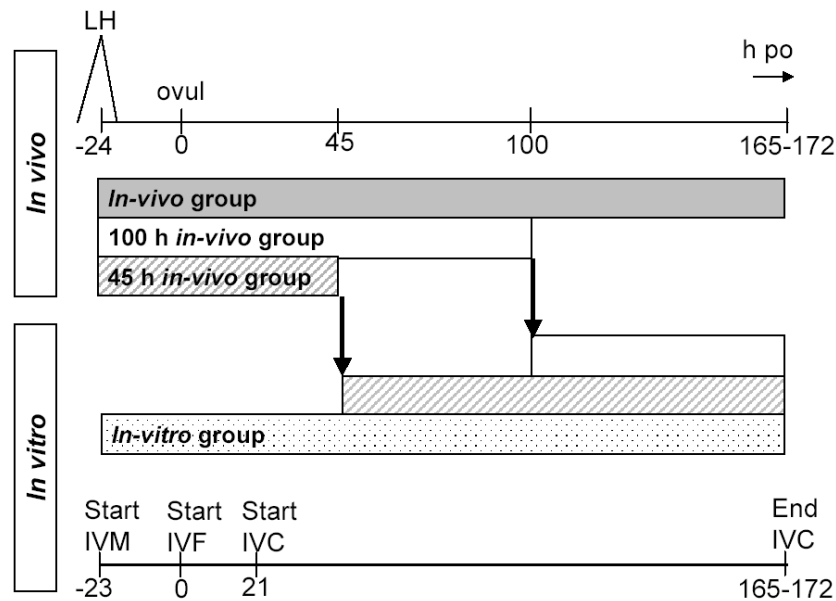 LH
h po
ovul
-24 0 45 100 165-172
In vivo
In-vivo group
100 h in-vivo group
45 h in-vivo group
In vitro
In-vitro group
Start Start Start End
IVM IVF IVC IVC
-23 0 21 165-172